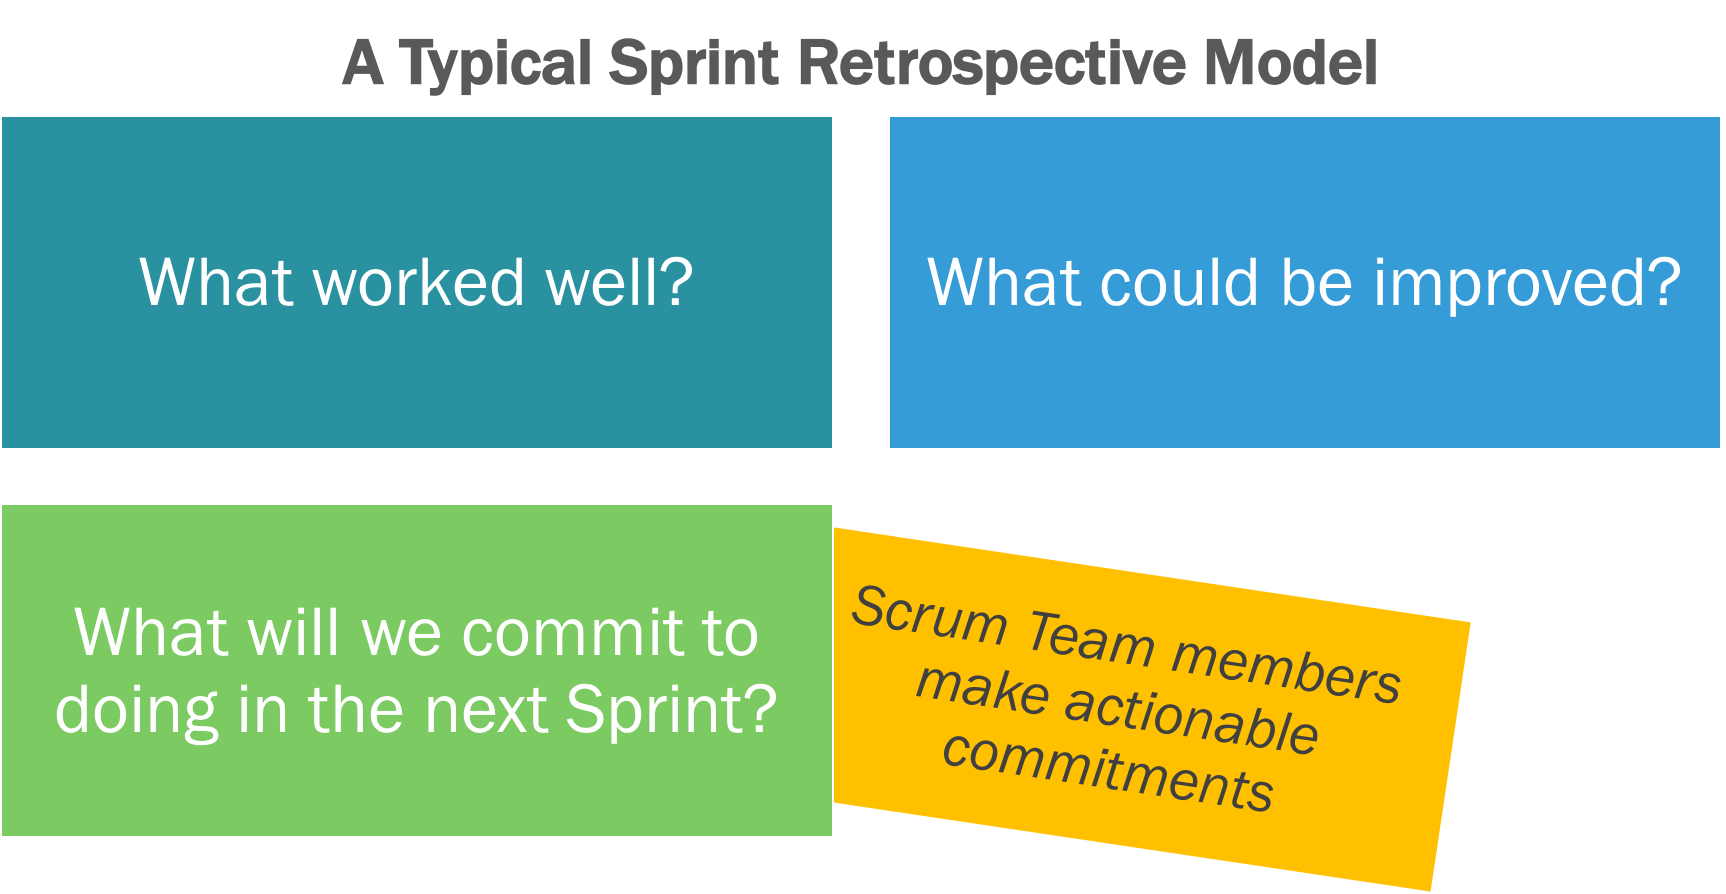 A Typical Sprint Retrospective Model
What worked well?
What could be improved?
What will we commit to
doing in the next Sprint?
Scrum Team members
make actionable
commitments